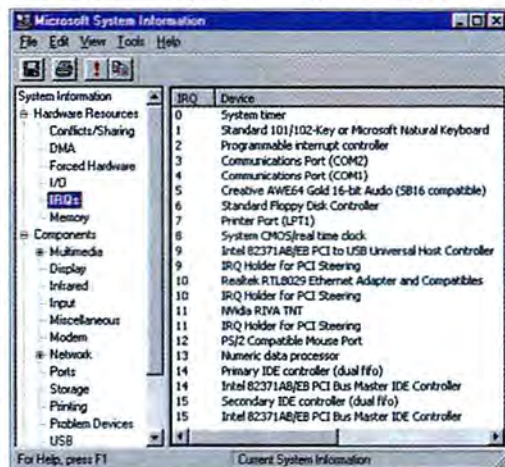 Microsoft System Information
File Edit View Tools Help
System Information
Hardware Resources
Conflicts/Sharing
DMA
Forced Hardware
I/O
IRQs
Memory
Components
Multimedia
Display
Infrared
Input
Miscellaneous
Modem
Network
Ports
Storage
Printing
Problem Devices
USB
IRQ Device
0 System timer
1 Standard 101/102-Key or Microsoft Natural Keyboard
2 Programmable interrupt controller
3 Communications Port (COM2)
4 Communications Port (COM1)
5 Creative AWE64 Gold 16-bit Audio (SB16 compatible)
6 Standard Floppy Disk Controller
7 Printer Port (LPT1)
8 System CMOS/real time clock
9 Intel 82371AB/EB PCI to USB Universal Host Controller
9 IRQ Holder for PCI Steering
10 Realtek RTL8029 Ethernet Adapter and Compatibles
10 IRQ Holder for PCI Steering
11 NVidia RIVA TNT
11 IRQ Holder for PCI Steering
12 PS/2 Compatible Mouse Port
13 Numeric data processor
14 Primary IDE controller (dual fifo)
14 Intel 82371AB/EB PCI Bus Master IDE Controller
15 Secondary IDE controller (dual fifo)
15 Intel 82371AB/EB PCI Bus Master IDE Controller
For Help, press F1 Current System Information